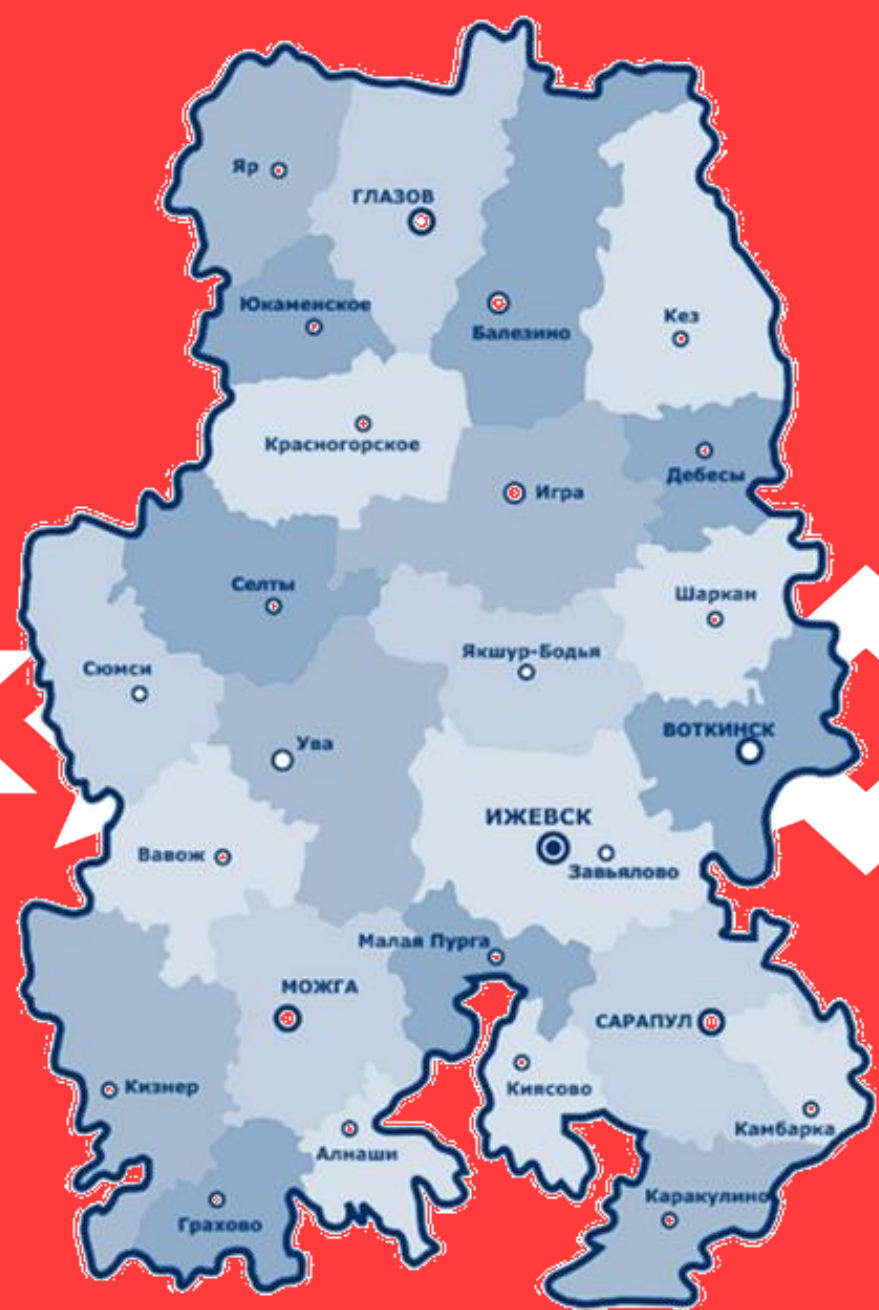 Яр
ГЛАЗОВ
Юкаменское
Балезино
Кез
Красногорское
Игра
Дебесы
Селты
Шаркан
Якшур-Бодья
Сюмси
Ува
ВОТКИНСК
ИЖЕВСК
Вавож
Завьялово
Малая Пурга
МОЖГА
САРАПУЛ
Кизнер
Киясово
Камбарка
Алнаши
Каракулино
Грахово